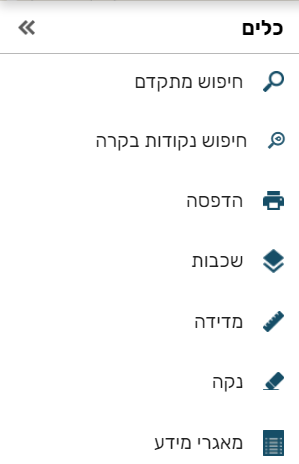 כלים
חיפוש מתקדם
חיפוש נקודות בקרה
הדפסה
שכבות
מדידה
נקה
מאגרי מידע